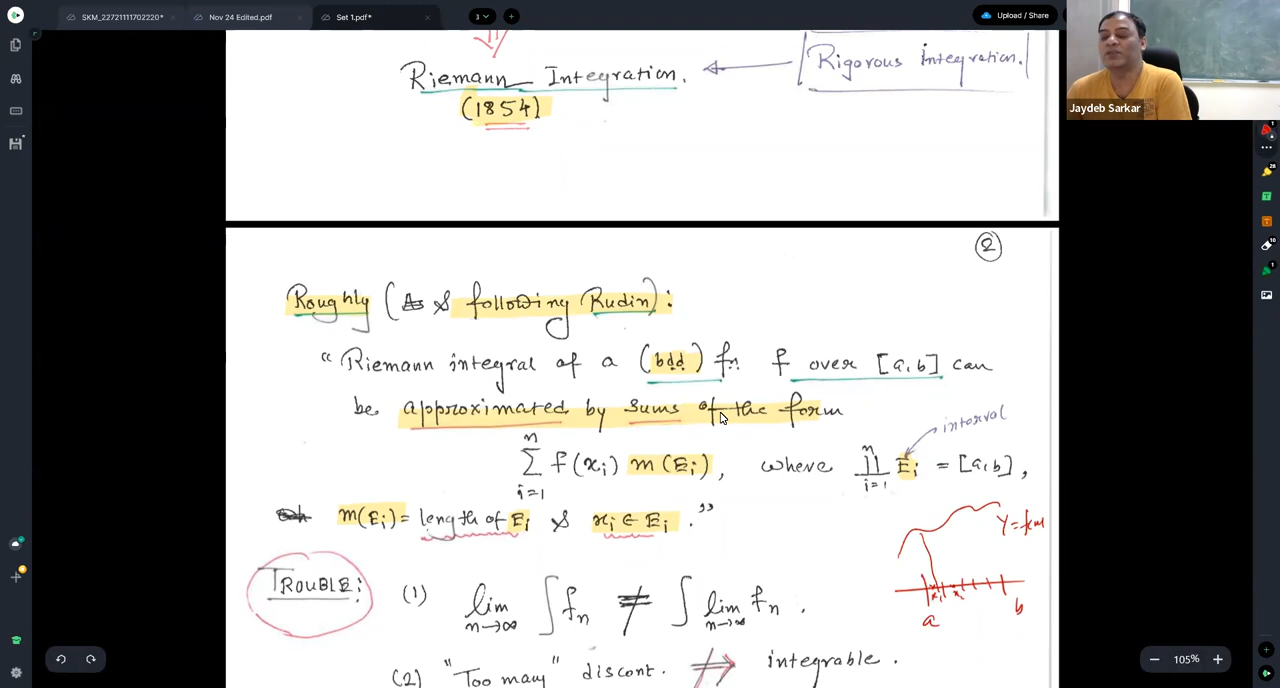 SKM_22721111702220*
Nov 24 Edited.pdf
Set 1.pdf*
3
Upload / Share
Jaydeb Sarkar
Riemann Integration.
(1854)
Rigorous Integration.
2
Roughly (As & following Rudin):
"Riemann integral of a (bdd) fn. f over [a,b] can
be approximated by sums of the form
n
∑ f(xi) m(Ei), where ∐ Ei = [a,b],
i=1
interval
m(Ei) = length of Ei & xi ∈ Ei."
TROUBLE:
(1) lim ∫ fn ≠ ∫ lim fn.
n→∞ n→∞
a b
(2) "Too many" discont. ⇏ integrable.
105%